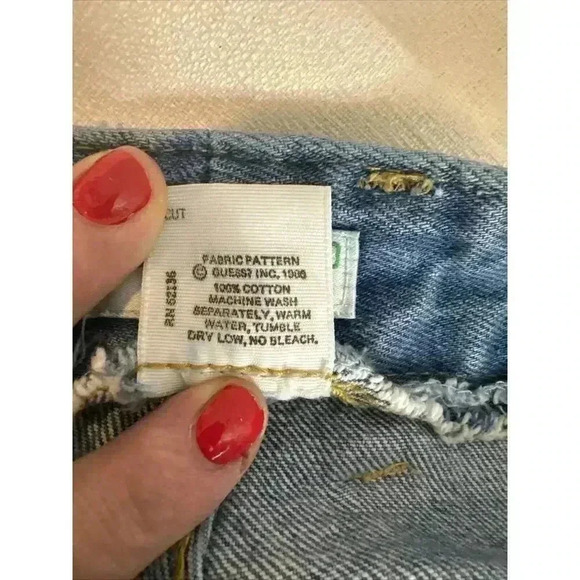 CUT
FABRIC PATTERN
© GUESS? INC. 1986
100% COTTON
MACHINE WASH
SEPARATELY, WARM
WATER, TUMBLE
DRY LOW, NO BLEACH.
RN 62136